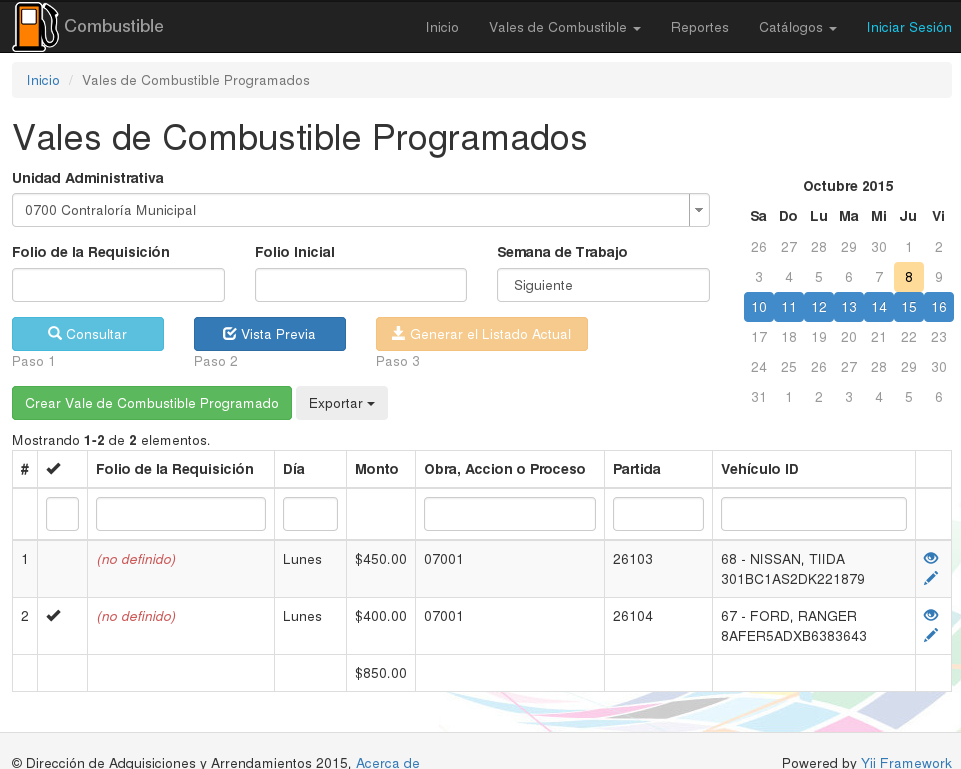 Combustible Inicio Vales de Combustible Reportes Catálogos Iniciar Sesión
Inicio / Vales de Combustible Programados
Vales de Combustible Programados
Unidad Administrativa
0700 Contraloría Municipal
Folio de la Requisición Folio Inicial Semana de Trabajo
Siguiente
Consultar Vista Previa Generar el Listado Actual
Paso 1 Paso 2 Paso 3
Crear Vale de Combustible Programado Exportar
Octubre 2015
Sa Do Lu Ma Mi Ju Vi
26 27 28 29 30 1 2
3 4 5 6 7 8 9
10 11 12 13 14 15 16
17 18 19 20 21 22 23
24 25 26 27 28 29 30
31 1 2 3 4 5 6
Mostrando 1-2 de 2 elementos.
# Folio de la Requisición Día Monto Obra, Accion o Proceso Partida Vehículo ID
1 (no definido) Lunes $450.00 07001 26103 68 - NISSAN, TIIDA
301BC1AS2DK221879
2 (no definido) Lunes $400.00 07001 26104 67 - FORD, RANGER
8AFER5ADXB6383643
$850.00
© Dirección de Adquisiciones y Arrendamientos 2015, Acerca de Powered by Yii Framework